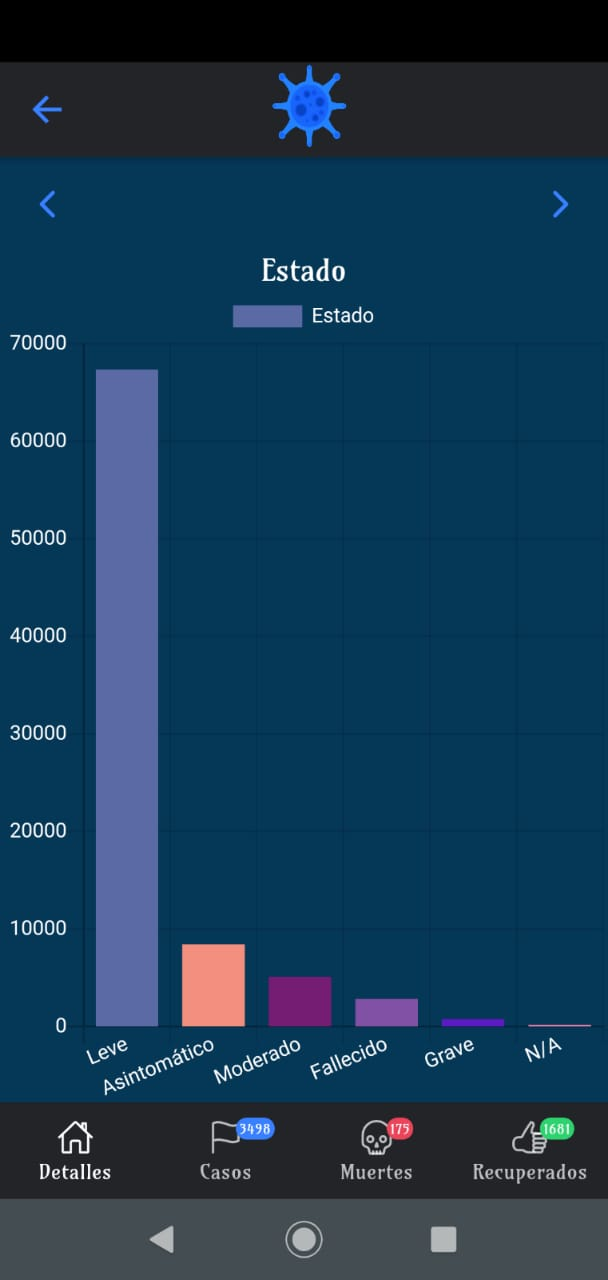 Estado
Estado
70000
60000
50000
40000
30000
20000
10000
0
Leve
Asintomático
Moderado
Fallecido
Grave
N/A
3498
175
1681
Detalles
Casos
Muertes
Recuperados